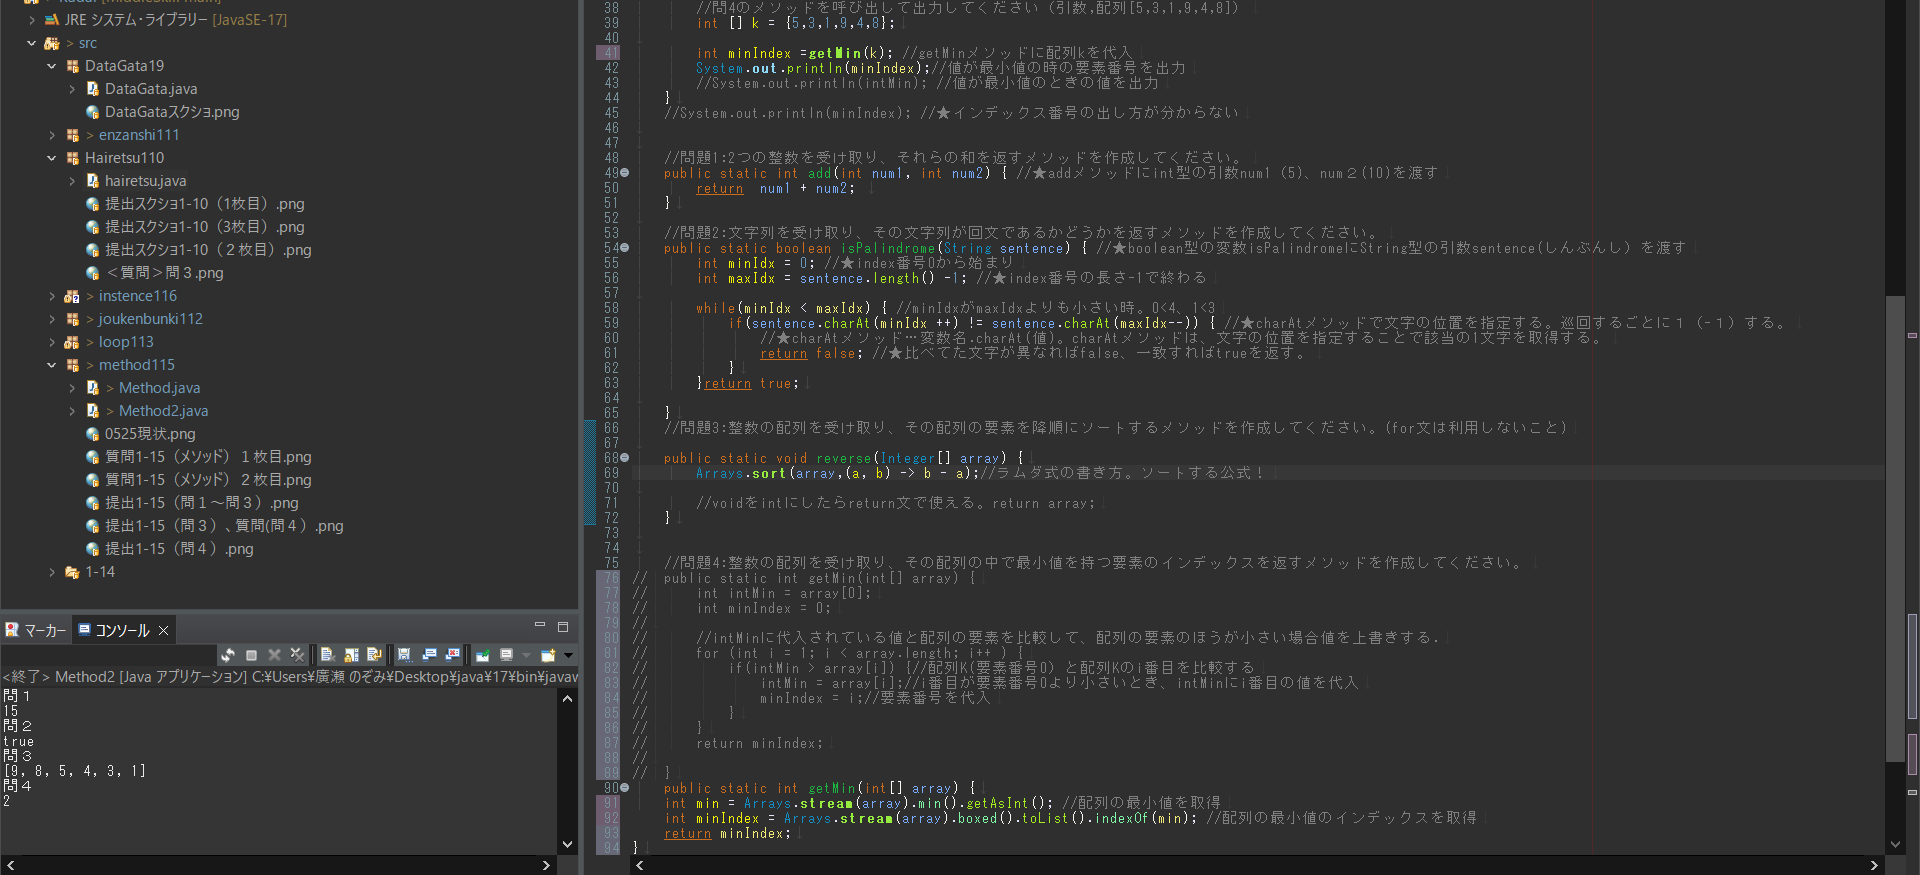 JRE システム・ライブラリー [JavaSE-17]
> src
DataGata19
DataGata.java
DataGataスクショ.png
> enzanshi111
Hairetsu110
hairetsu.java
提出スクショ1-10（1枚目）.png
提出スクショ1-10（3枚目）.png
提出スクショ1-10（２枚目）.png
＜質問＞問３.png
> instence116
> joukenbunki112
> loop113
> method115
> Method.java
> Method2.java
0525現状.png
質問1-15（メソッド）１枚目.png
質問1-15（メソッド）２枚目.png
提出1-15（問１～問３）.png
提出1-15（問３）、質問(問４）.png
提出1-15（問４）.png
> 1-14
マーカー
コンソール
<終了> Method2 [Java アプリケーション] C:¥Users¥廣瀬 のぞみ¥Desktop¥java¥17¥bin¥javaw
問１
15
問２
true
問３
[9, 8, 5, 4, 3, 1]
問４
2
38 //問4のメソッドを呼び出して出力してください（引数,配列[5,3,1,9,4,8]）
39 int [] k = {5,3,1,9,4,8};
40
41 int minIndex =getMin(k); //getMinメソッドに配列kを代入
42 System.out.println(minIndex);//値が最小値の時の要素番号を出力
43 //System.out.println(intMin); //値が最小値のときの値を出力
44 }
45 //System.out.println(minIndex); //★インデックス番号の出し方が分からない
46
47
48 //問題1:2つの整数を受け取り、それらの和を返すメソッドを作成してください。
49 public static int add(int num1, int num2) { //★addメソッドにint型の引数num1（5)、num２(10)を渡す
50 return  num1 + num2;
51 }
52
53 //問題2:文字列を受け取り、その文字列が回文であるかどうかを返すメソッドを作成してください。
54 public static boolean isPalindrome(String sentence) { //★boolean型の変数isPalindromeにString型の引数sentence(しんぶんし）を渡す
55 int minIdx = 0; //★index番号0から始まり
56 int maxIdx = sentence.length() -1; //★index番号の長さ-1で終わる
57
58 while(minIdx < maxIdx) { //minIdxがmaxIdxよりも小さい時。0<4、1<3
59 if(sentence.charAt(minIdx ++) != sentence.charAt(maxIdx--)) { //★charAtメソッドで文字の位置を指定する。巡回するごとに１（-１）する。
60 //★charAtメソッド…変数名.charAt(値)。charAtメソッドは、文字の位置を指定することで該当の1文字を取得する。
61 return false; //★比べてた文字が異なればfalse、一致すればtrueを返す。
62 }
63 }return true;
64
65 }
66 //問題3:整数の配列を受け取り、その配列の要素を降順にソートするメソッドを作成してください。(for文は利用しないこと）
67
68 public static void reverse(Integer[] array) {
69 Arrays.sort(array,(a, b) -> b - a);//ラムダ式の書き方。ソートする公式！
70
71 //voidをintにしたらreturn文で使える。return array;
72 }
73
74
75 //問題4:整数の配列を受け取り、その配列の中で最小値を持つ要素のインデックスを返すメソッドを作成してください。
76 // public static int getMin(int[] array) {
77 // int intMin = array[0];
78 // int minIndex = 0;
79 //
80 // //intMinに代入されている値と配列の要素を比較して、配列の要素のほうが小さい場合値を上書きする.
81 // for (int i = 1; i < array.length; i++ ) {
82 // if(intMin > array[i]) {//配列K(要素番号0）と配列Kのi番目を比較する
83 // intMin = array[i];//i番目が要素番号0より小さいとき、intMinにi番目の値を代入
84 // minIndex = i;//要素番号を代入
85 // }
86 // }
87 // return minIndex;
88 //
89 // }
90 public static int getMin(int[] array) {
91 int min = Arrays.stream(array).min().getAsInt(); //配列の最小値を取得
92 int minIndex = Arrays.stream(array).boxed().toList().indexOf(min); //配列の最小値のインデックスを取得
93 return minIndex;
94 }